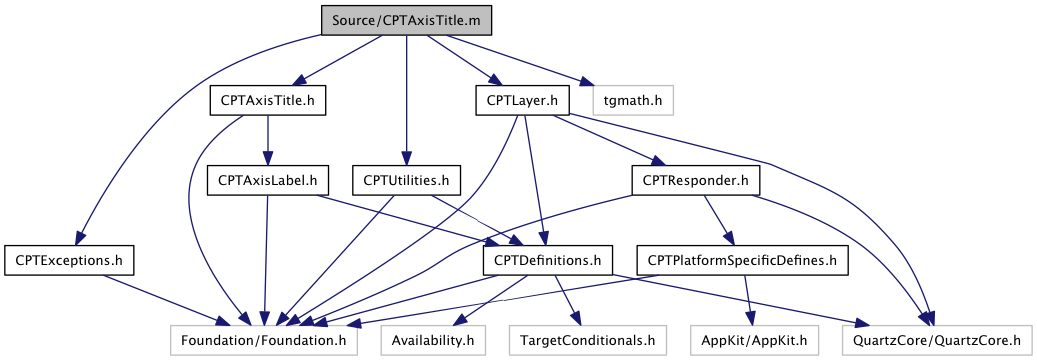 Source/CPTAxisTitle.m
CPTAxisTitle.h
CPTLayer.h
tgmath.h
CPTAxisLabel.h
CPTUtilities.h
CPTResponder.h
CPTExceptions.h
CPTDefinitions.h
CPTPlatformSpecificDefines.h
Foundation/Foundation.h
Availability.h
TargetConditionals.h
AppKit/AppKit.h
QuartzCore/QuartzCore.h